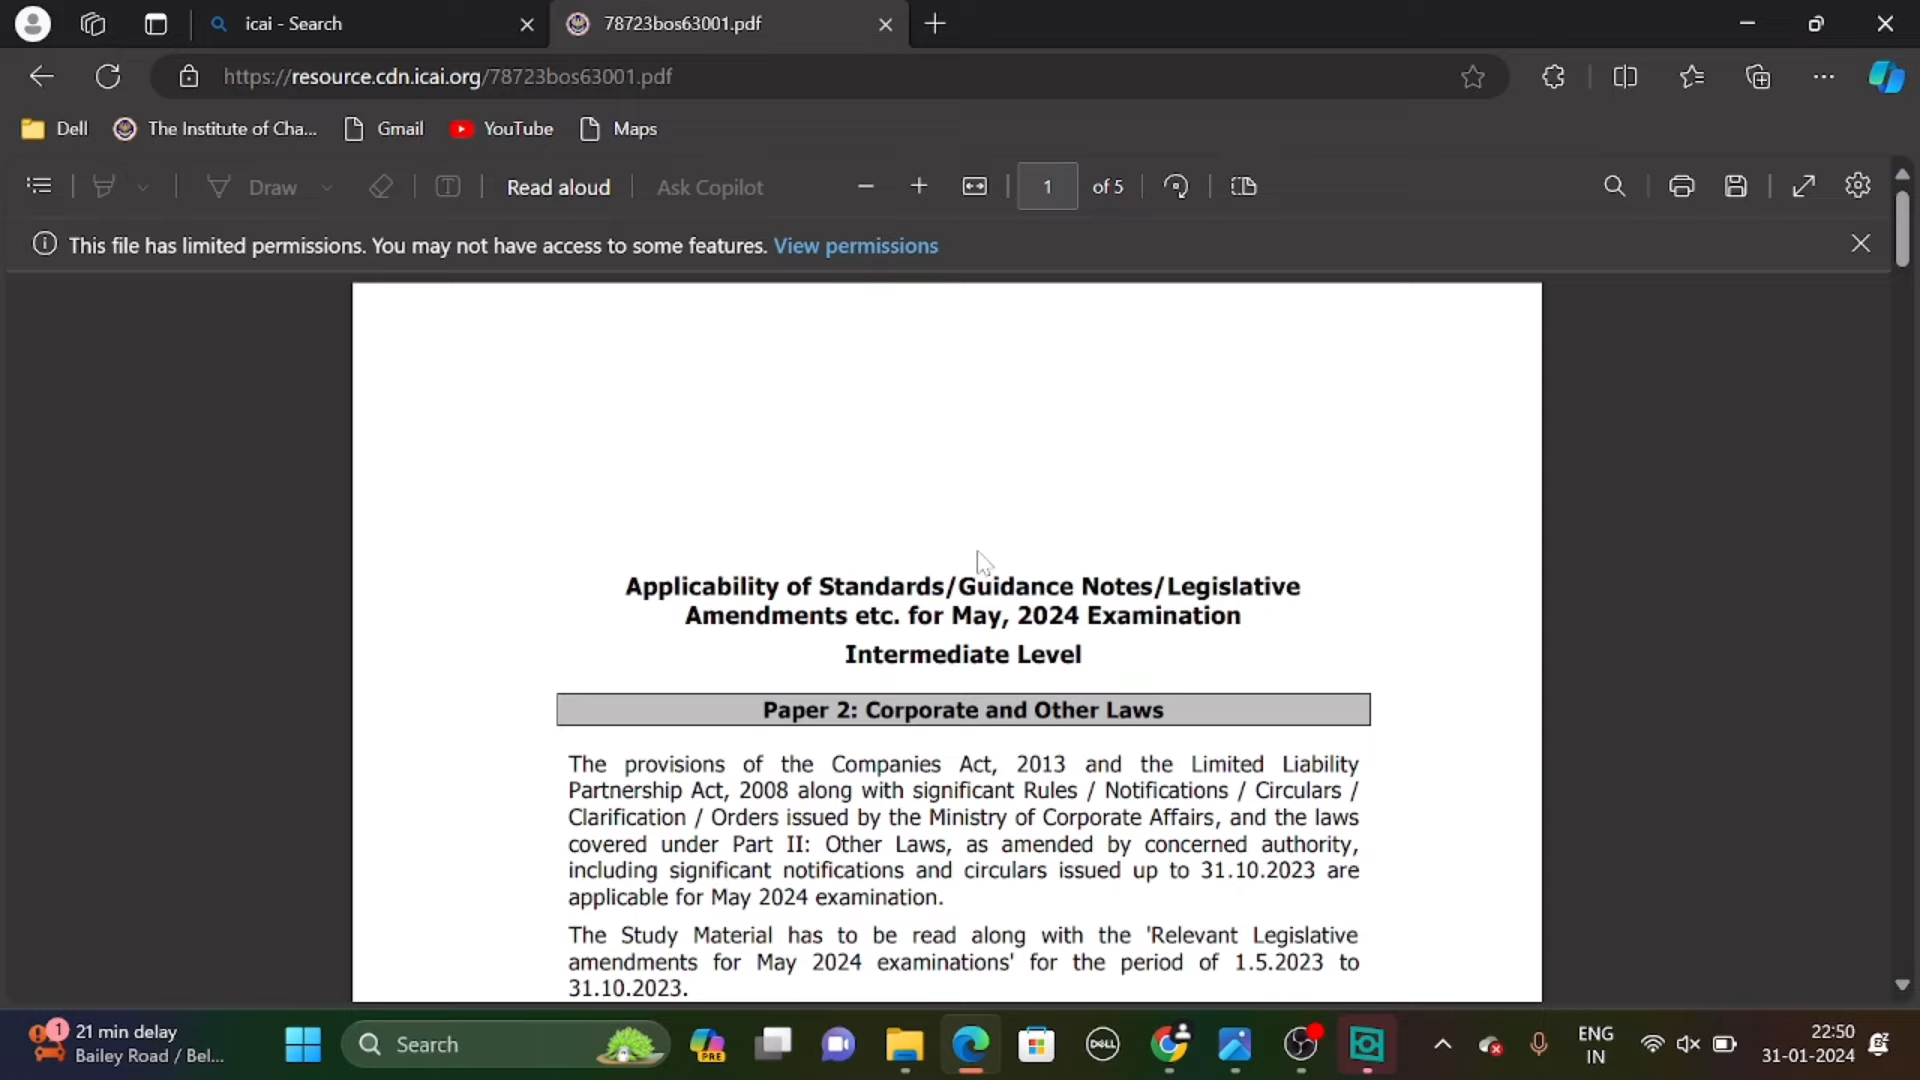 icai - Search
78723bos63001.pdf
https://resource.cdn.icai.org/78723bos63001.pdf
Dell
The Institute of Cha...
Gmail
YouTube
Maps
Draw
Read aloud
Ask Copilot
1
of 5
This file has limited permissions. You may not have access to some features. View permissions
Applicability of Standards/Guidance Notes/Legislative
Amendments etc. for May, 2024 Examination
Intermediate Level
Paper 2: Corporate and Other Laws
The provisions of the Companies Act, 2013 and the Limited Liability
Partnership Act, 2008 along with significant Rules / Notifications / Circulars /
Clarification / Orders issued by the Ministry of Corporate Affairs, and the laws
covered under Part II: Other Laws, as amended by concerned authority,
including significant notifications and circulars issued up to 31.10.2023 are
applicable for May 2024 examination.
The Study Material has to be read along with the 'Relevant Legislative
amendments for May 2024 examinations' for the period of 1.5.2023 to
31.10.2023.
1
21 min delay
Bailey Road / Bel...
Search
PRE
DELL
ENG
IN
22:50
31-01-2024